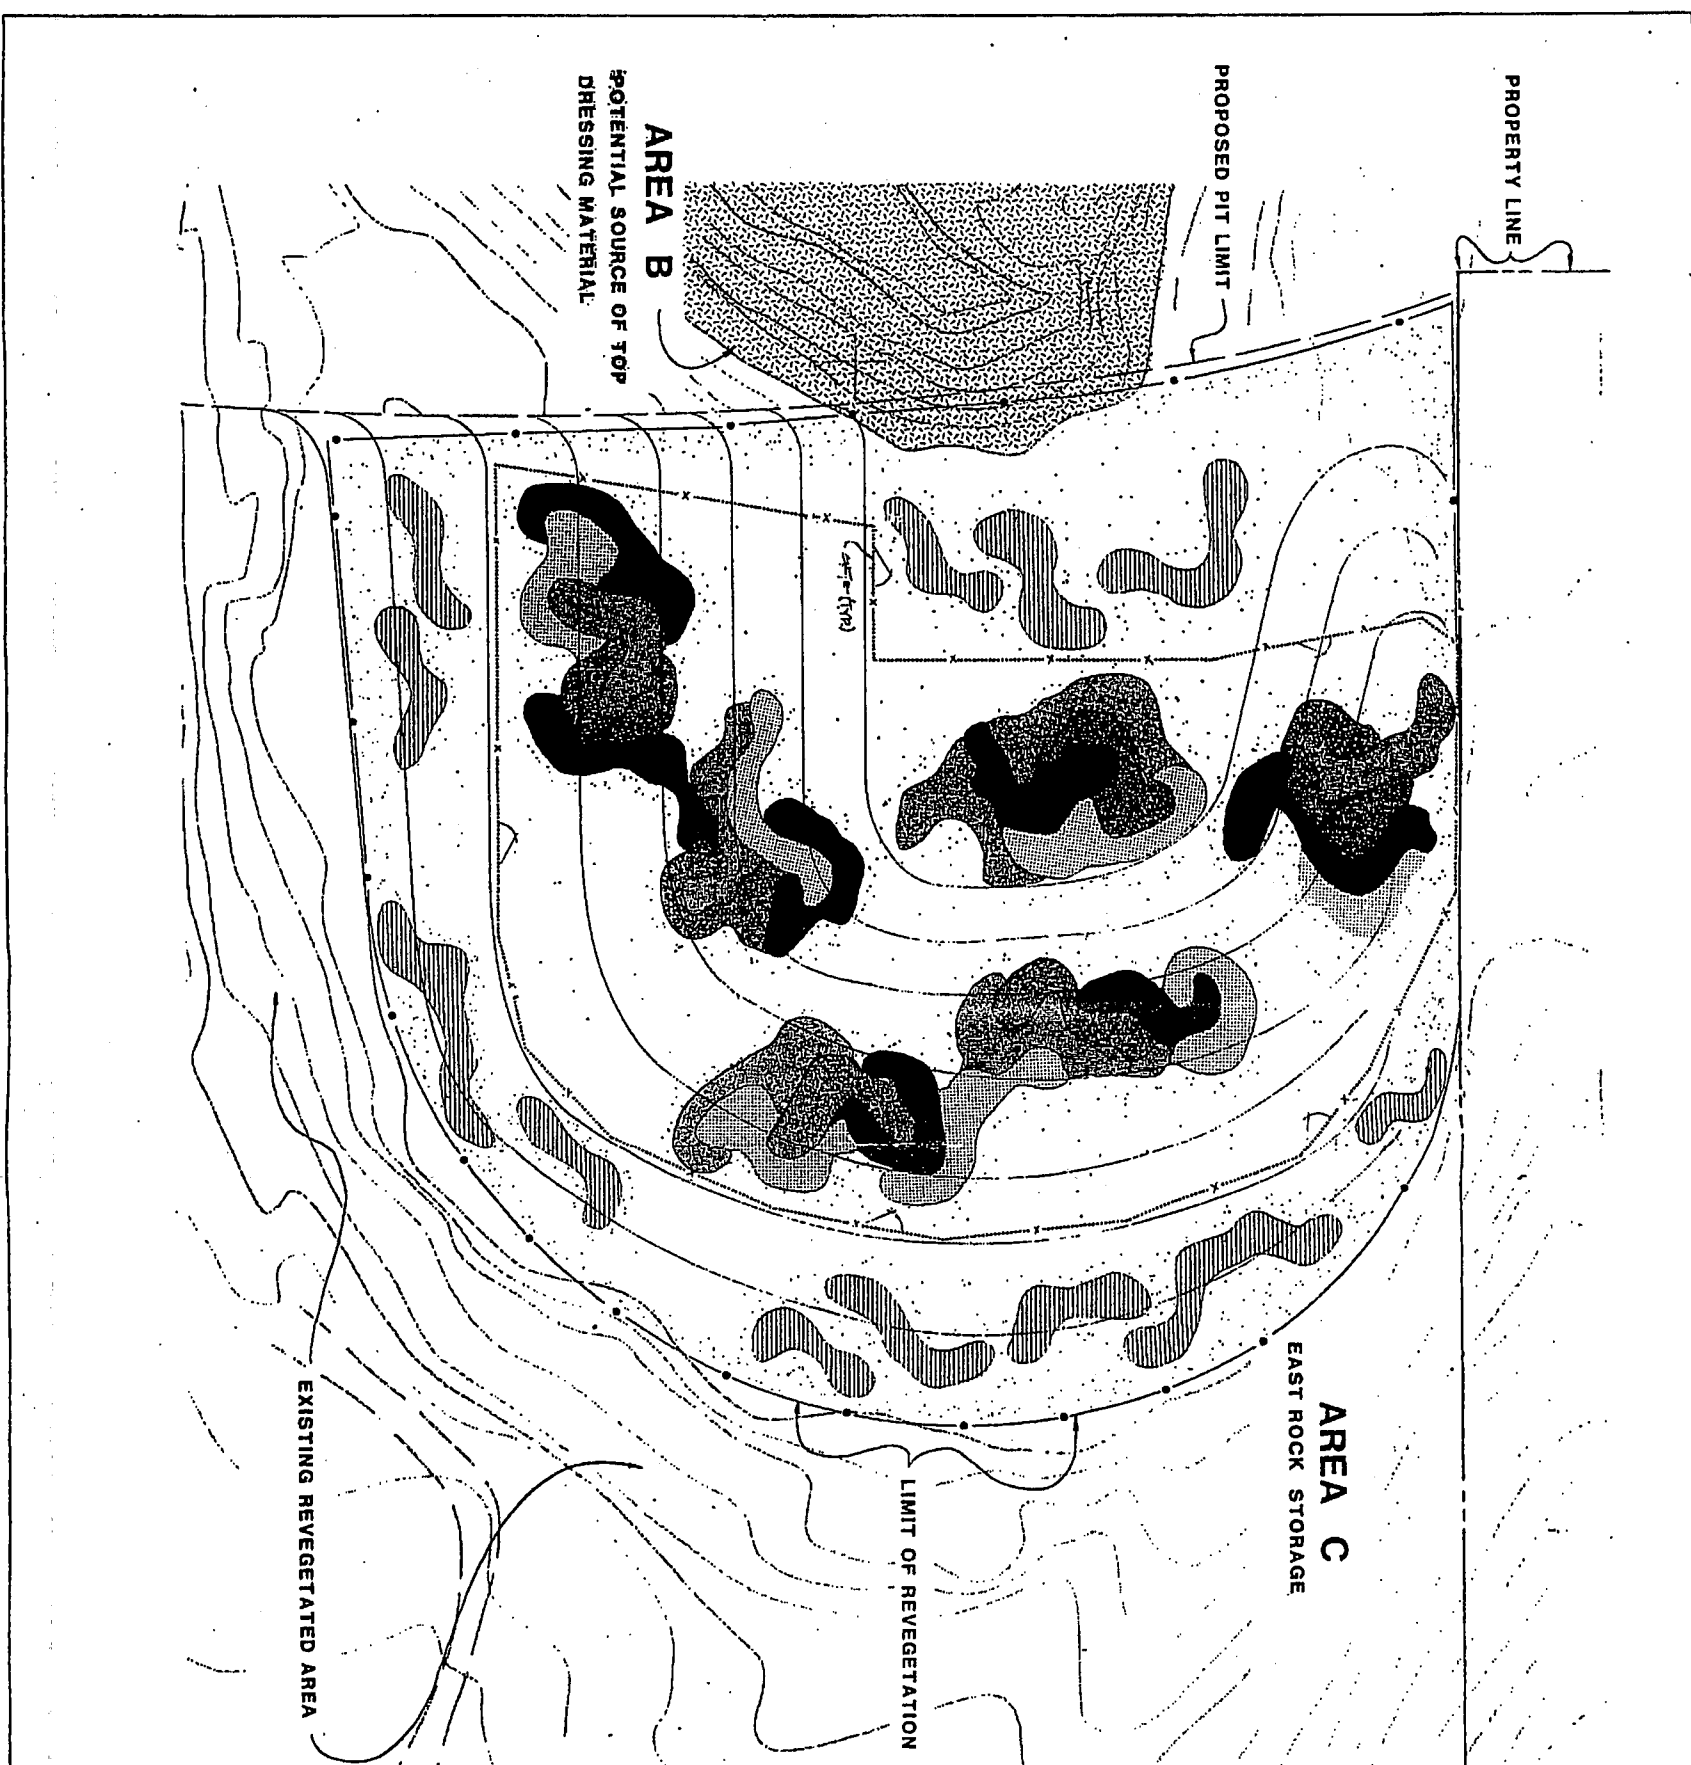 PROPERTY LINE
PROPOSED PIT LIMIT
AREA B
POTENTIAL SOURCE OF TOP
DRESSING MATERIAL
(TYP.)
AREA C
EAST ROCK STORAGE
LIMIT OF REVEGETATION
EXISTING REVEGETATED AREA